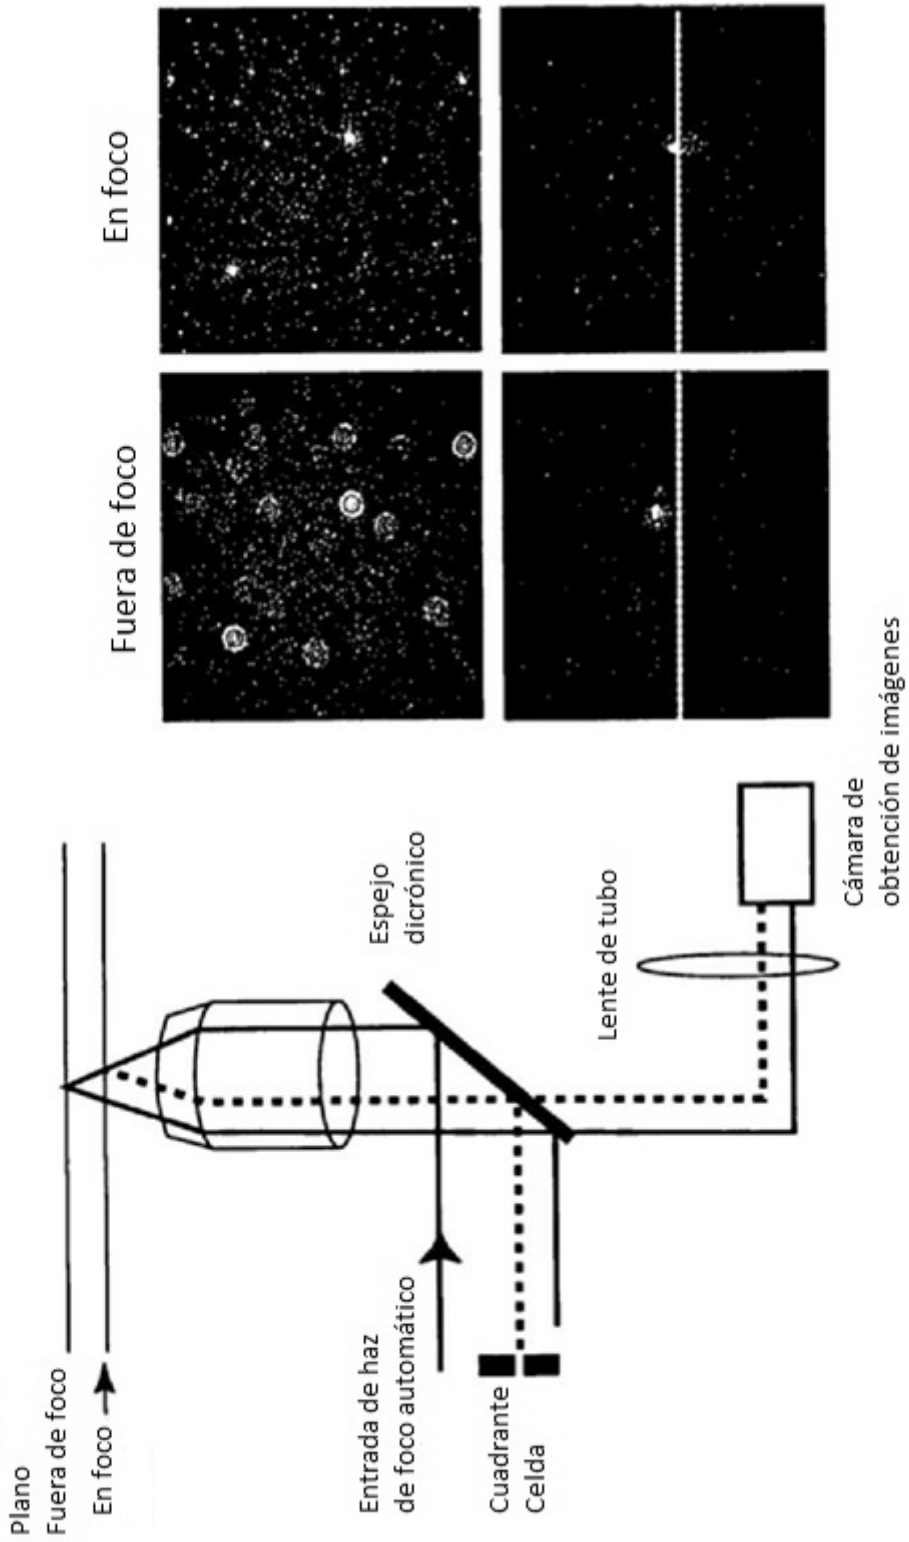 Plano
Fuera de foco
En foco
Entrada de haz
de foco automático
Cuadrante
Celda
Espejo
dicrónico
Lente de tubo
Cámara de
obtención de imágenes
Fuera de foco
En foco